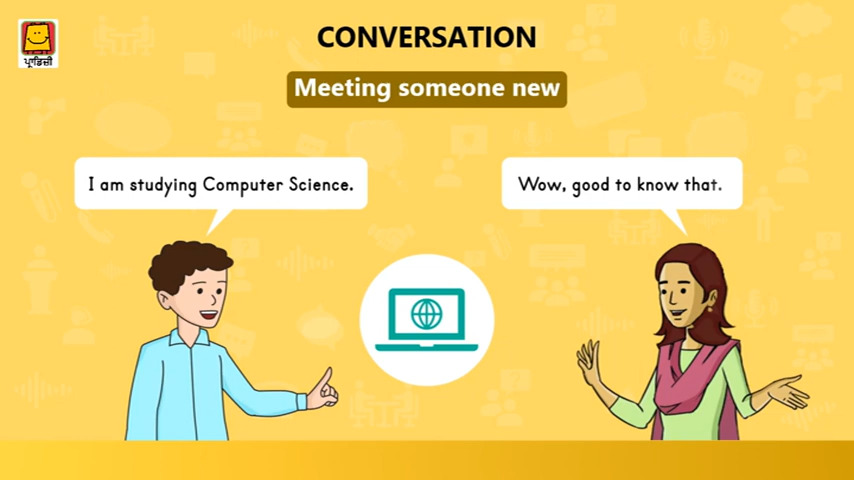 ਪ੍ਰਾਡਿਜੀ
CONVERSATION
Meeting someone new
I am studying Computer Science.
Wow, good to know that.